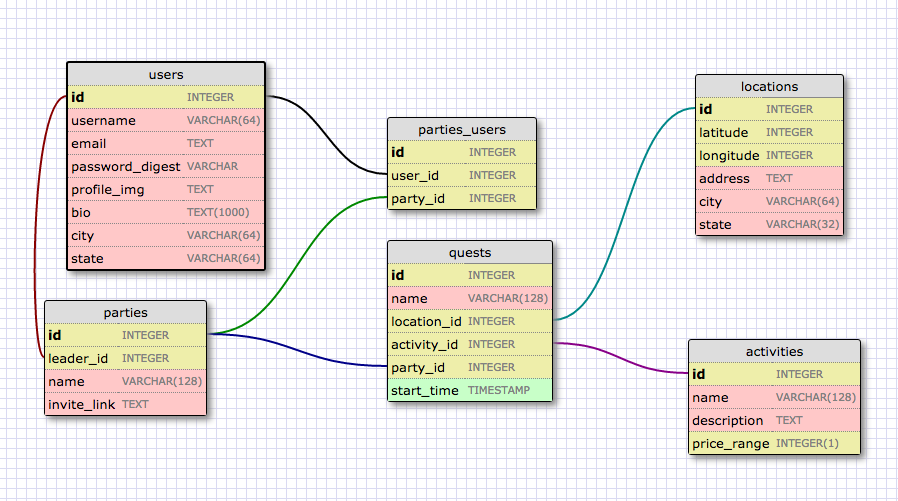 users
id INTEGER
username VARCHAR(64)
email TEXT
password_digest VARCHAR
profile_img TEXT
bio TEXT(1000)
city VARCHAR(64)
state VARCHAR(64)
parties
id INTEGER
leader_id INTEGER
name VARCHAR(128)
invite_link TEXT
parties_users
id INTEGER
user_id INTEGER
party_id INTEGER
quests
id INTEGER
name VARCHAR(128)
location_id INTEGER
activity_id INTEGER
party_id INTEGER
start_time TIMESTAMP
locations
id INTEGER
latitude INTEGER
longitude INTEGER
address TEXT
city VARCHAR(64)
state VARCHAR(32)
activities
id INTEGER
name VARCHAR(128)
description TEXT
price_range INTEGER(1)